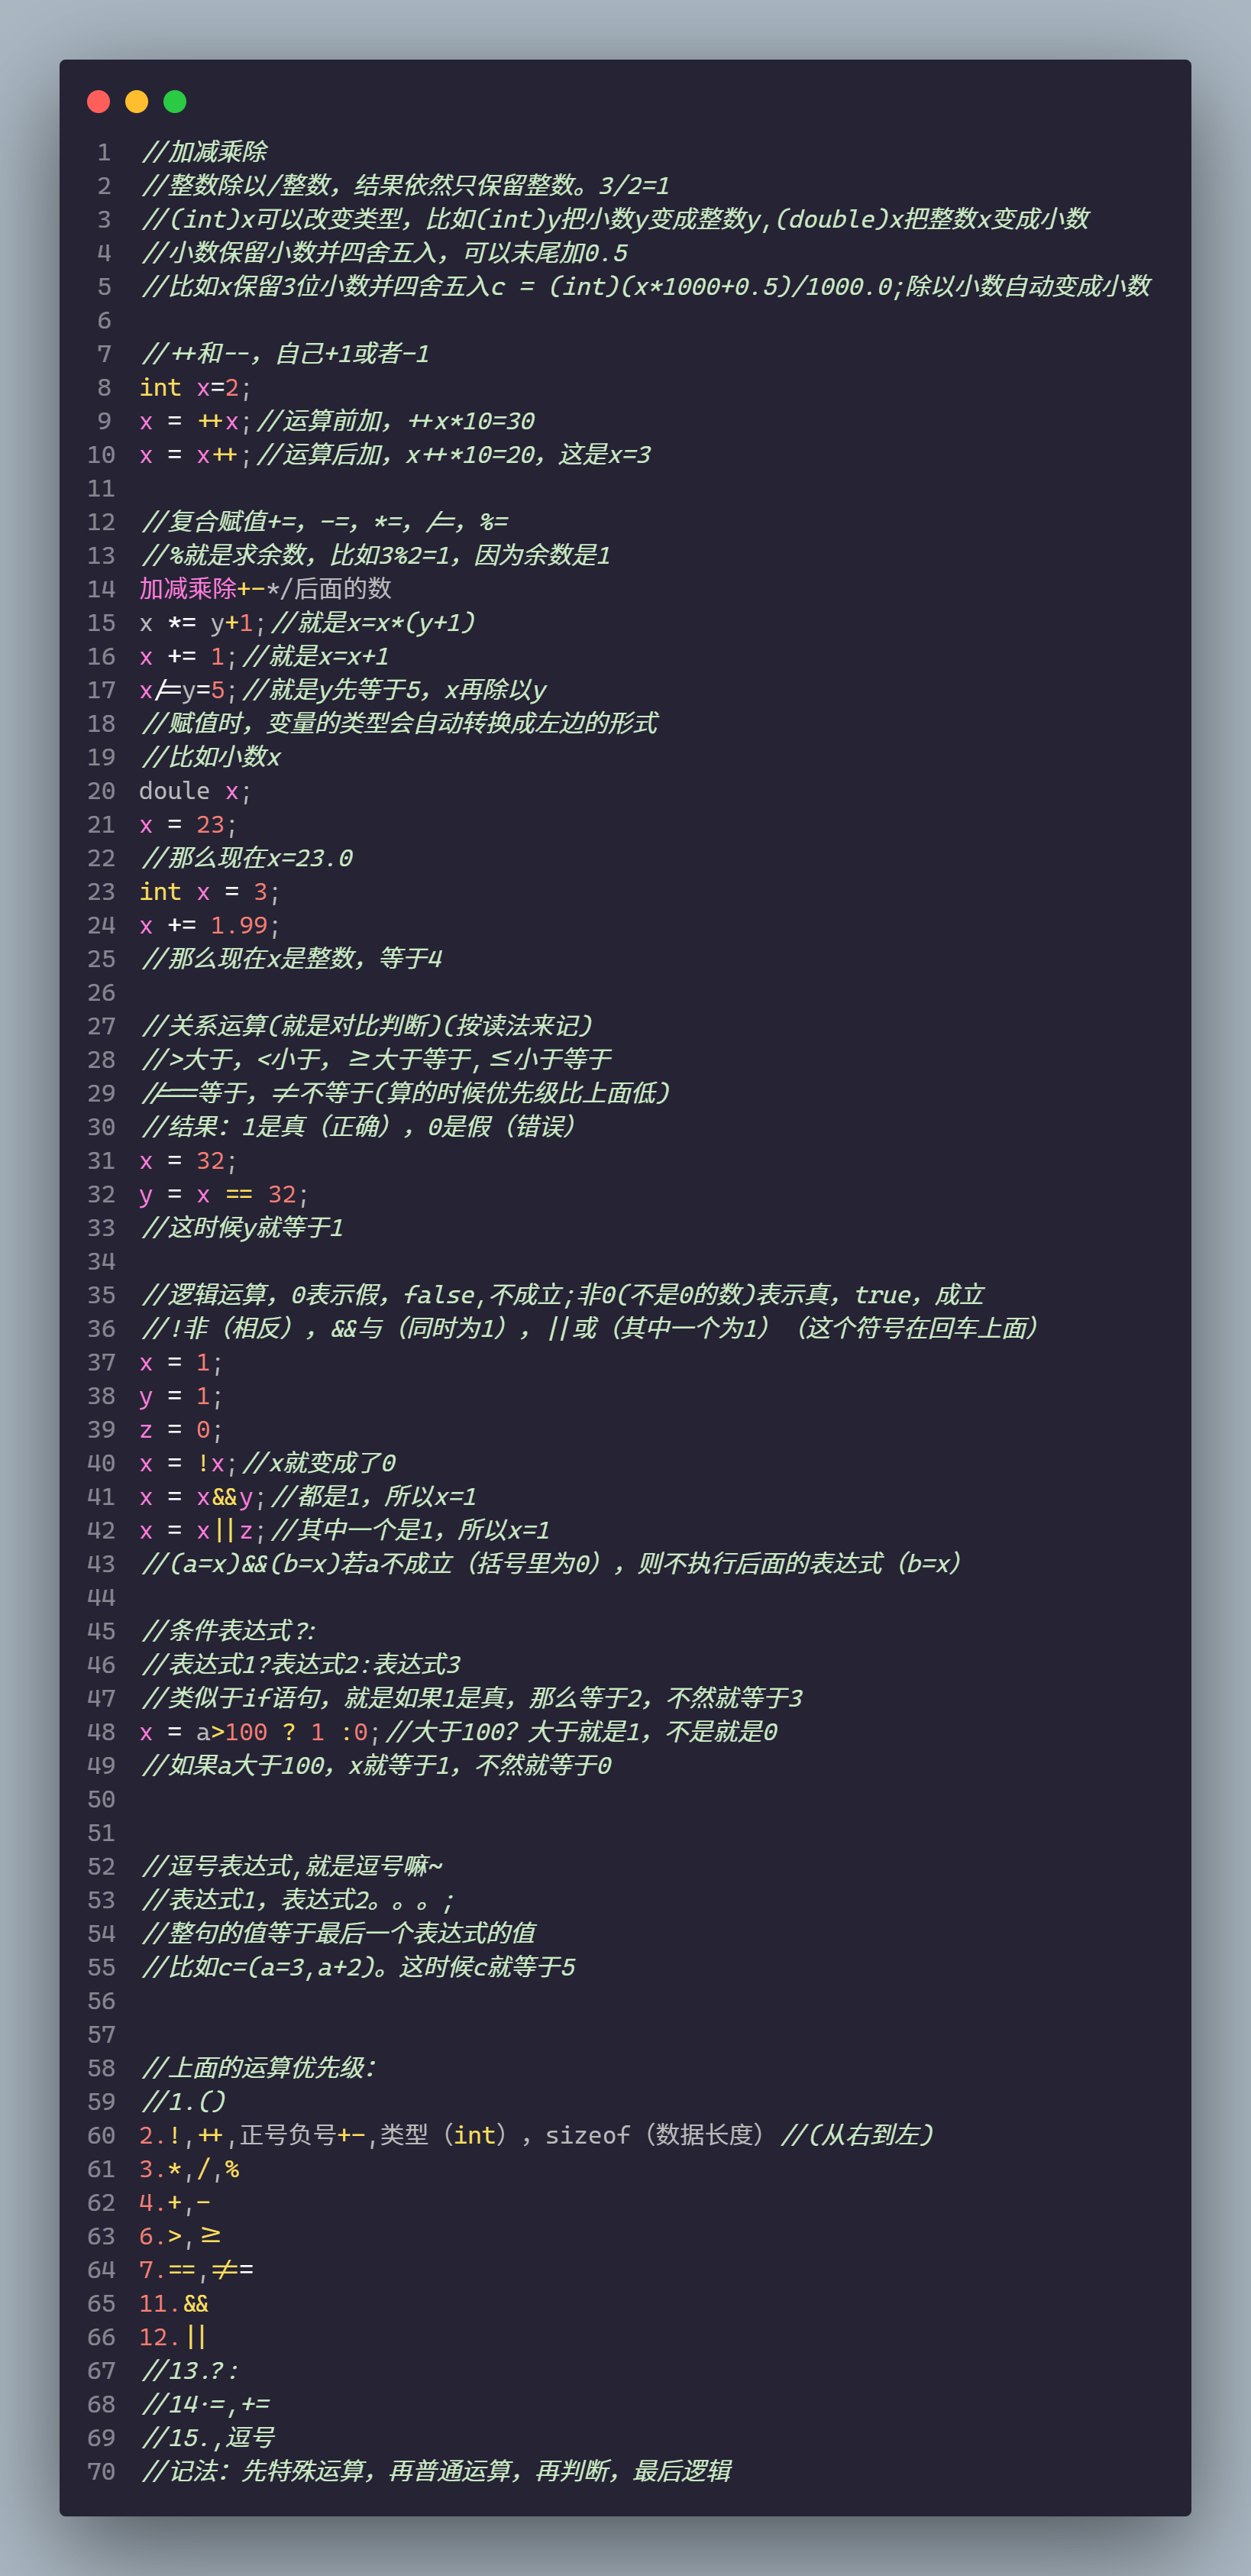 1 //加减乘除
2 //整数除以/整数，结果依然只保留整数。3/2=1
3 //(int)x可以改变类型，比如(int)y把小数y变成整数y,(double)x把整数x变成小数
4 //小数保留小数并四舍五入，可以末尾加0.5
5 //比如x保留3位小数并四舍五入c = (int)(x*1000+0.5)/1000.0;除以小数自动变成小数
6
7 //++和--，自己+1或者-1
8 int x=2;
9 x = ++x;//运算前加，++x*10=30
10 x = x++;//运算后加，x++*10=20，这是x=3
11
12 //复合赋值+=，-=，*=，/=，%=
13 //%就是求余数，比如3%2=1，因为余数是1
14 加减乘除+-*/后面的数
15 x *= y+1;//就是x=x*(y+1)
16 x += 1;//就是x=x+1
17 x/=y=5;//就是y先等于5，x再除以y
18 //赋值时，变量的类型会自动转换成左边的形式
19 //比如小数x
20 doule x;
21 x = 23;
22 //那么现在x=23.0
23 int x = 3;
24 x += 1.99;
25 //那么现在x是整数，等于4
26
27 //关系运算(就是对比判断)(按读法来记)
28 //>大于，<小于，>=大于等于,<=小于等于
29 //==等于，!=不等于(算的时候优先级比上面低)
30 //结果：1是真（正确），0是假（错误）
31 x = 32;
32 y = x == 32;
33 //这时候y就等于1
34
35 //逻辑运算，0表示假，false,不成立;非0(不是0的数)表示真，true，成立
36 //!非（相反），&&与（同时为1），||或（其中一个为1）（这个符号在回车上面）
37 x = 1;
38 y = 1;
39 z = 0;
40 x = !x;//x就变成了0
41 x = x&&y;//都是1，所以x=1
42 x = x||z;//其中一个是1，所以x=1
43 //(a=x)&&(b=x)若a不成立（括号里为0），则不执行后面的表达式（b=x）
44
45 //条件表达式?:
46 //表达式1?表达式2:表达式3
47 //类似于if语句，就是如果1是真，那么等于2，不然就等于3
48 x = a>100 ? 1 :0;//大于100？大于就是1，不是就是0
49 //如果a大于100，x就等于1，不然就等于0
50
51
52 //逗号表达式,就是逗号嘛~
53 //表达式1，表达式2。。。;
54 //整句的值等于最后一个表达式的值
55 //比如c=(a=3,a+2)。这时候c就等于5
56
57
58 //上面的运算优先级：
59 //1.()
60 2.!,++,正号负号+-,类型（int），sizeof（数据长度）//(从右到左)
61 3.*,/,%
62 4.+,-
63 6.>,>=
64 7.==,!==
65 11.&&
66 12.||
67 //13.?:
68 //14·=,+=
69 //15.,逗号
70 //记法：先特殊运算，再普通运算，再判断，最后逻辑